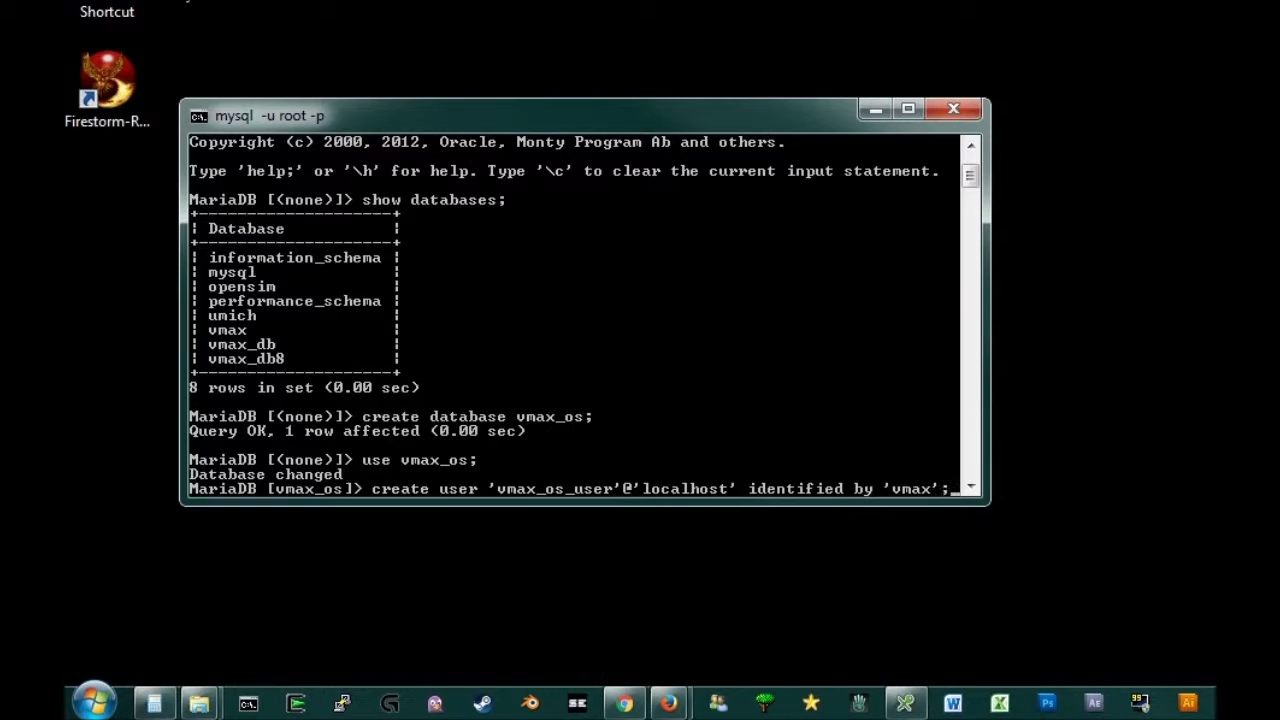 Shortcut
Firestorm-R...
mysql -u root -p
Copyright (c) 2000, 2012, Oracle, Monty Program Ab and others.
Type 'help;' or '\h' for help. Type '\c' to clear the current input statement.
MariaDB [(none)]> show databases;
+--------------------+
| Database           |
+--------------------+
| information_schema |
| mysql              |
| opensim            |
| performance_schema |
| umich              |
| vmax               |
| vmax_db            |
| vmax_db8           |
+--------------------+
8 rows in set (0.00 sec)
MariaDB [(none)]> create database vmax_os;
Query OK, 1 row affected (0.00 sec)
MariaDB [(none)]> use vmax_os;
Database changed
MariaDB [vmax_os]> create user 'vmax_os_user'@'localhost' identified by 'vmax';_